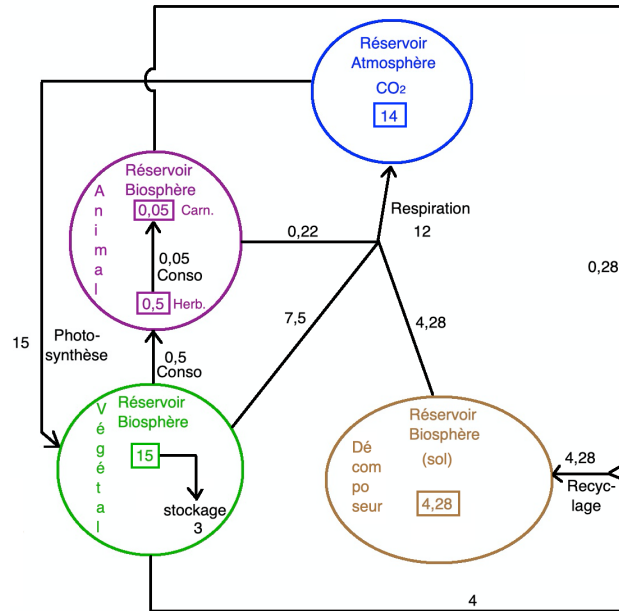 Réservoir
Atmosphère
CO2
14
Réservoir
Biosphère
Animal
0,05 Carn.
0,05
Conso
0,5 Herb.
0,22
Respiration
12
0,28
15
Photo-
synthèse
0,5
Conso
7,5
4,28
Réservoir
Biosphère
Végétal
15
stockage
3
Réservoir
Biosphère
(sol)
Dé
com
po
seur
4,28
4,28
Recyc-
lage
4